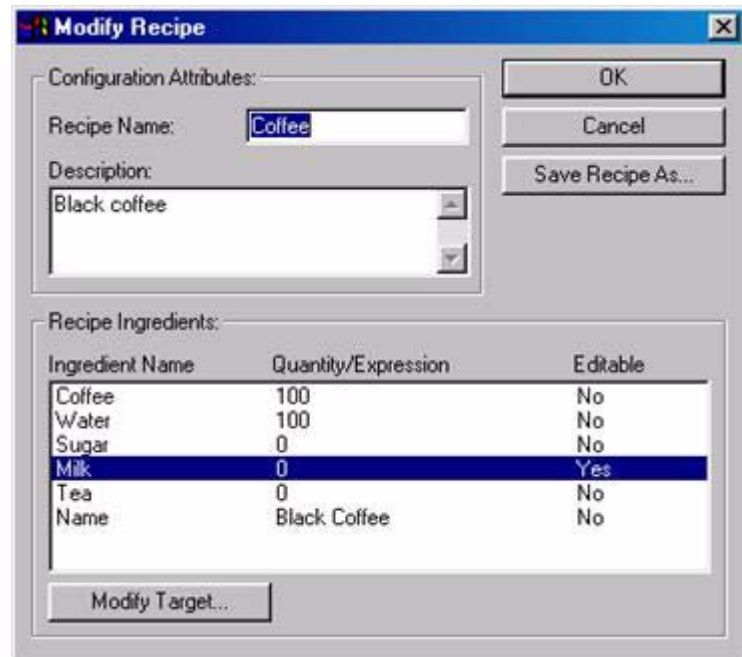 Modify Recipe
Configuration Attributes:
OK
Recipe Name: Coffee
Cancel
Description:
Save Recipe As...
Black coffee
Recipe Ingredients:
Ingredient Name Quantity/Expression Editable
Coffee 100 No
Water 100 No
Sugar 0 No
Milk 0 Yes
Tea 0 No
Name Black Coffee No
Modify Target...